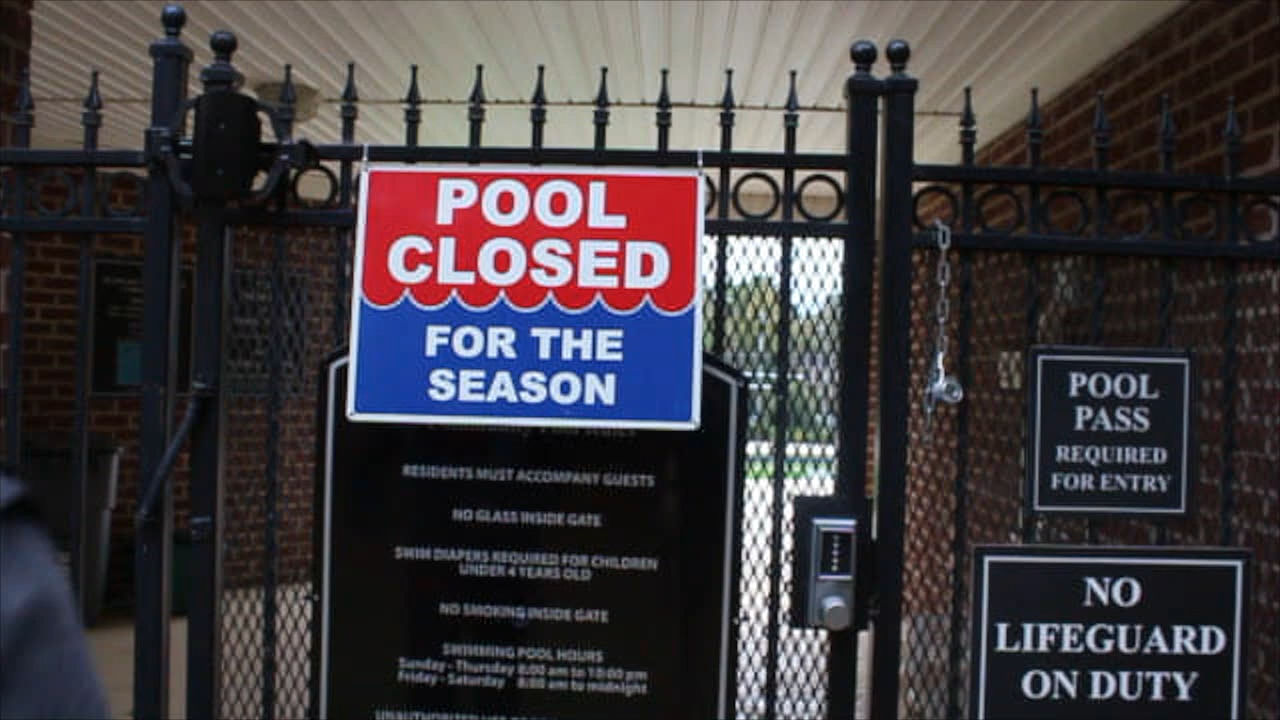 POOL
CLOSED
FOR THE
SEASON
RESIDENTS MUST ACCOMPANY GUESTS
NO GLASS INSIDE GATE
SWIM DIAPERS REQUIRED FOR CHILDREN
UNDER 4 YEARS OLD
NO SMOKING INSIDE GATE
SWIMMING POOL HOURS
Sunday - Thursday 8:00 am to 10:00 pm
Friday - Saturday 8:00 am to midnight
POOL
PASS
REQUIRED
FOR ENTRY
NO
LIFEGUARD
ON DUTY